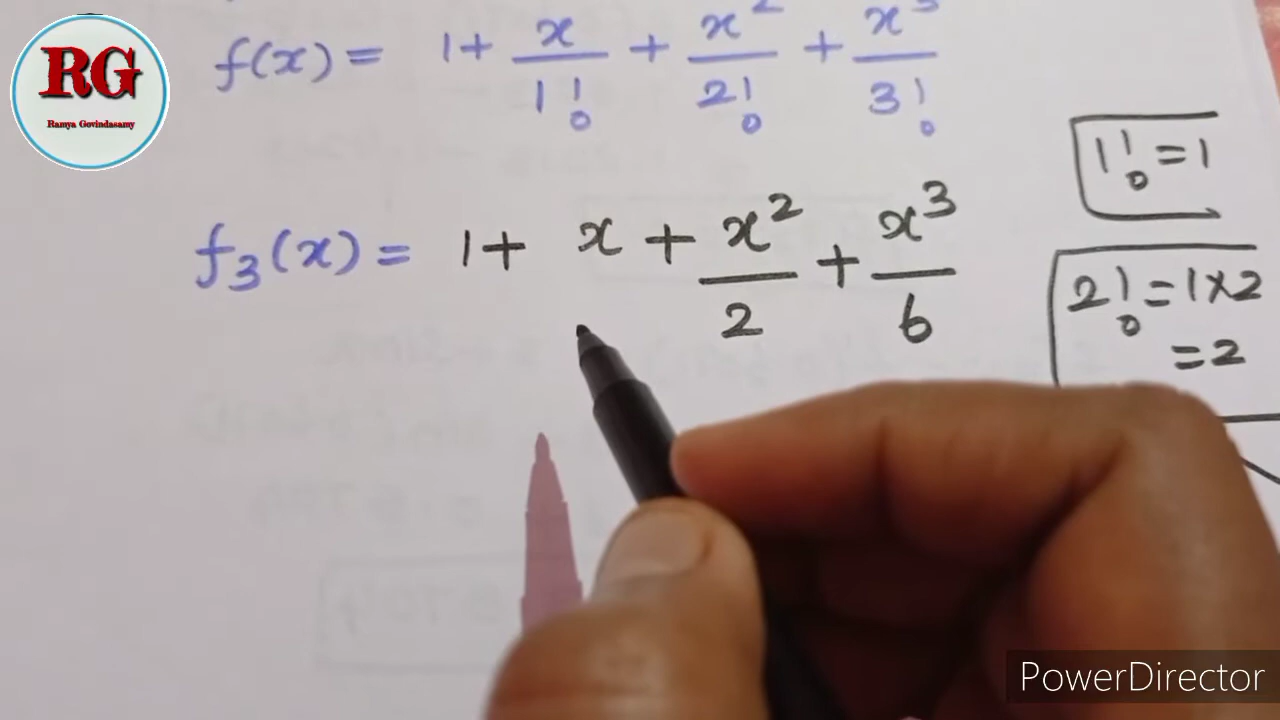 RG
Ramya Govindasamy
f(x) = 1 + x/1! + x²/2! + x³/3!
1! = 1
f₃(x) = 1 + x + x²/2 + x³/6
2! = 1×2
= 2
PowerDirector